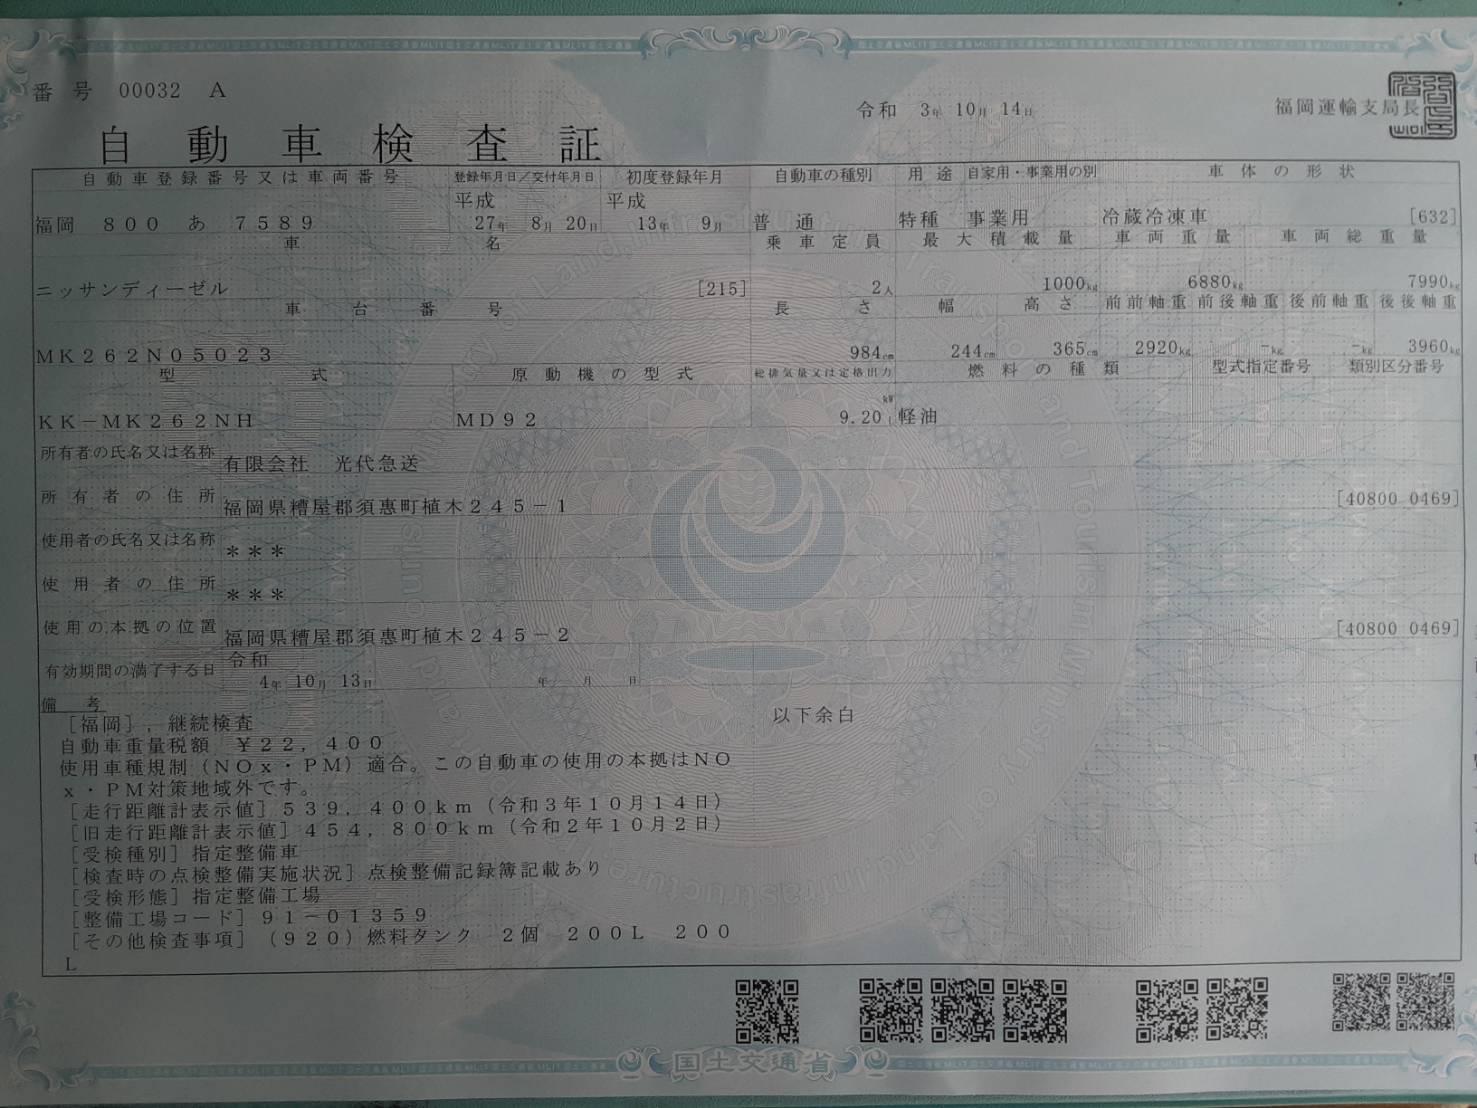 番号 00032 A
令和 3年 10月 14日
福岡運輸支局長
自動車検査証
自動車登録番号又は車両番号 登録年月日/交付年月日 初度登録年月 自動車の種別 用途 自家用・事業用の別 車体の形状
平成 平成
福岡 800 あ 7589 27年 8月 20日 13年 9月 普通 特種 事業用 冷蔵冷凍車 [632]
車名 乗車定員 最大積載量 車両重量 車両総重量
ニッサンディーゼル [215] 2人 1000kg 6880kg 7990kg
車台番号 長さ 幅 高さ 前前軸重 前後軸重 後前軸重 後後軸重
MK262N05023 984cm 244cm 365cm 2920kg -kg -kg 3960kg
型式 原動機の型式 総排気量又は定格出力 燃料の種類 型式指定番号 類別区分番号
KK-MK262NH MD92 9.20 kW l 軽油
所有者の氏名又は名称 有限会社 光代急送
所有者の住所 福岡県糟屋郡須惠町植木245-1 [40800 0469]
使用者の氏名又は名称 ***
使用者の住所 ***
使用の本拠の位置 福岡県糟屋郡須惠町植木245-2 [40800 0469]
有効期間の満了する日 令和 4年 10月 13日 年 月 日
備考
[福岡],継続検査
以下余白
自動車重量税額 ¥22,400
使用車種規制(NOx・PM)適合。この自動車の使用の本拠はNO
x・PM対策地域外です。
[走行距離計表示値]539,400km(令和3年10月14日)
[旧走行距離計表示値]454,800km(令和2年10月2日)
[受検種別]指定整備車
[検査時の点検整備実施状況]点検整備記録簿記載あり
[受検形態]指定整備工場
[整備工場コード]91-01359
[その他検査事項](920)燃料タンク 2個 200L 200
L
国土交通省